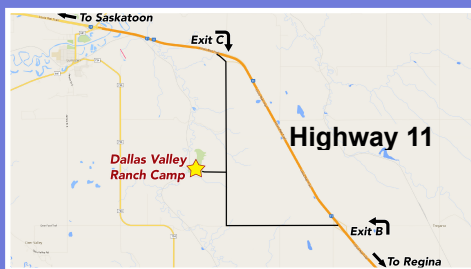 To Saskatoon
Exit C
Highway 11
Dallas Valley
Ranch Camp
Exit B
To Regina